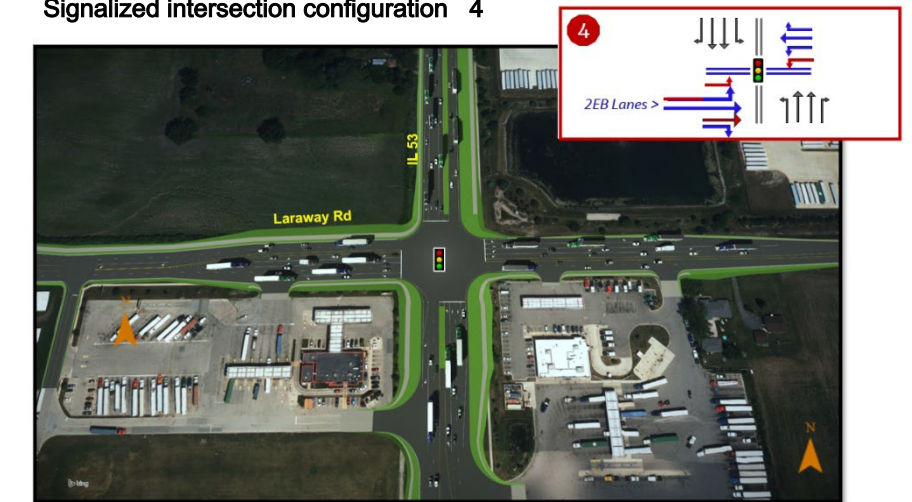 Signalized intersection configuration 4
4
2EB Lanes >
IL 53
Laraway Rd
N
N
bing